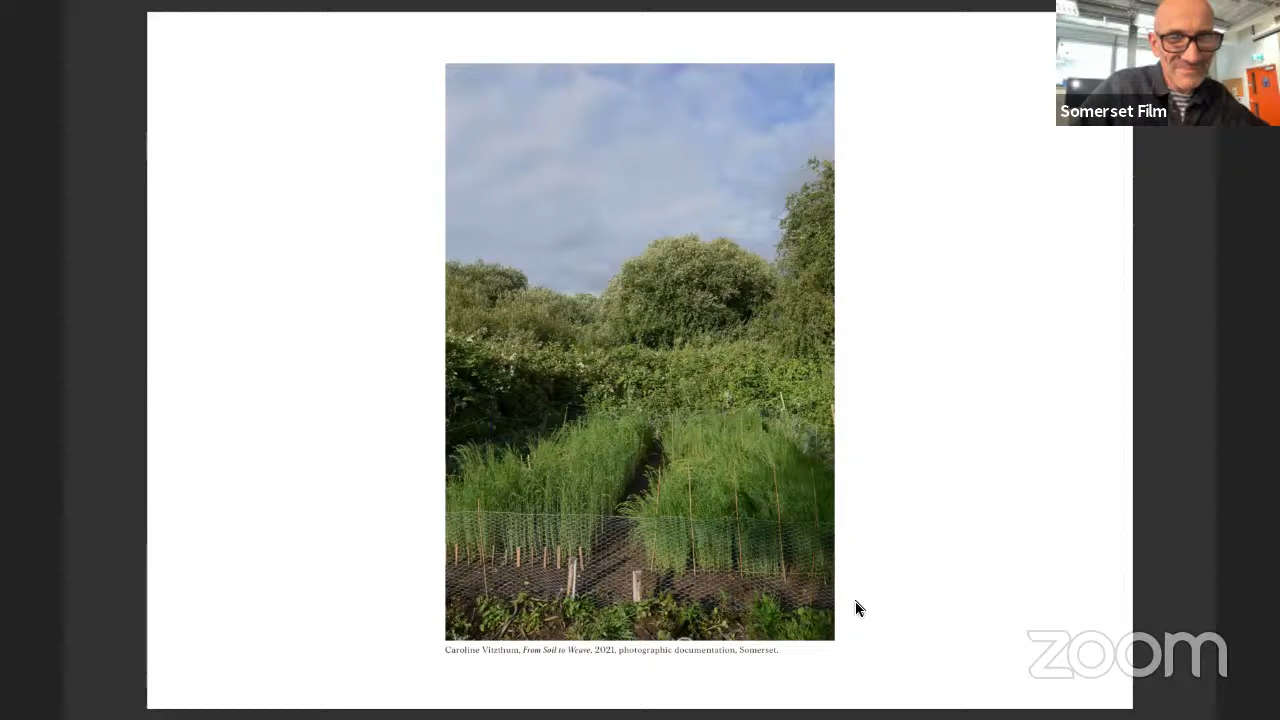 Somerset Film
Caroline Vitzthum, From Soil to Weave, 2021, photographic documentation, Somerset.
zoom